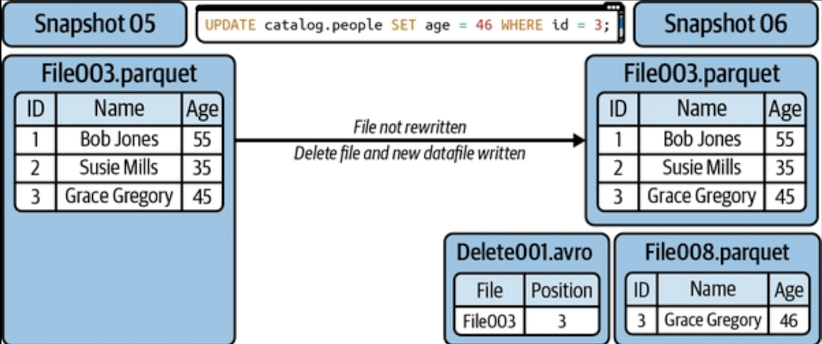 Snapshot 05
UPDATE catalog.people SET age = 46 WHERE id = 3;
Snapshot 06
File003.parquet
ID Name Age
1 Bob Jones 55
2 Susie Mills 35
3 Grace Gregory 45
File not rewritten
Delete file and new datafile written
File003.parquet
ID Name Age
1 Bob Jones 55
2 Susie Mills 35
3 Grace Gregory 45
Delete001.avro
File Position
File003 3
File008.parquet
ID Name Age
3 Grace Gregory 46